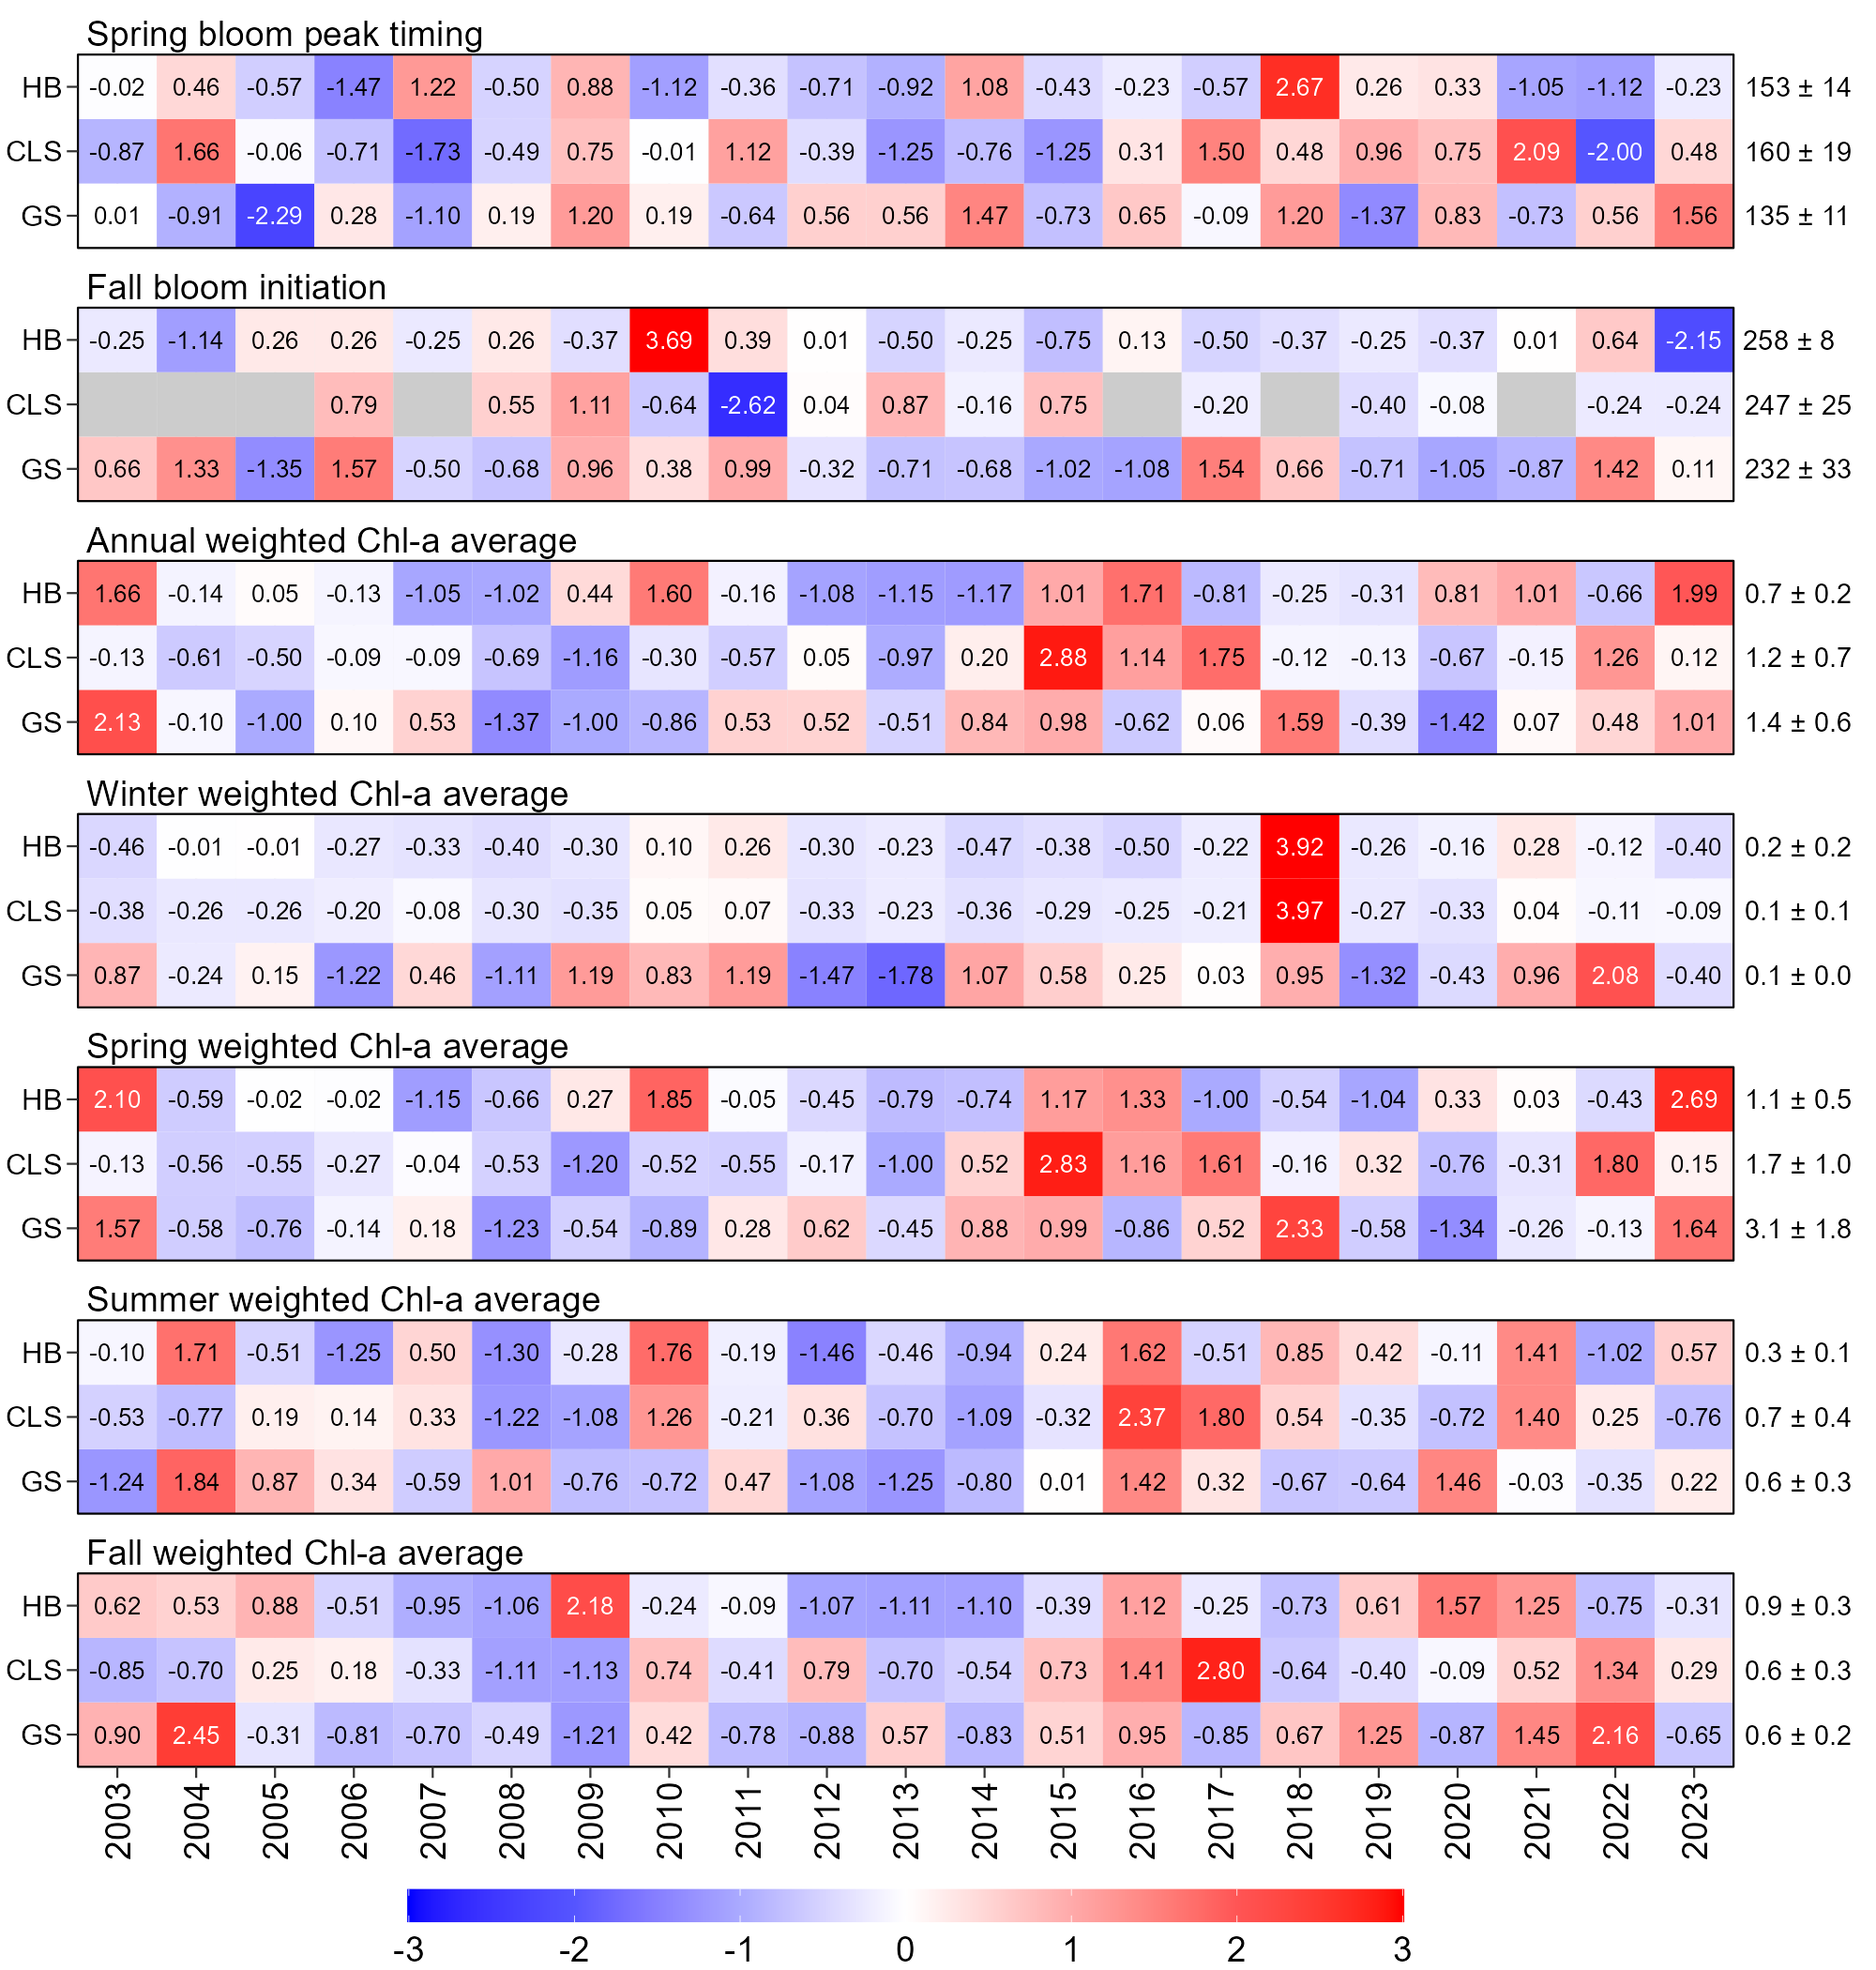 Spring bloom peak timing
HB -0.02 0.46 -0.57 -1.47 1.22 -0.50 0.88 -1.12 -0.36 -0.71 -0.92 1.08 -0.43 -0.23 -0.57 2.67 0.26 0.33 -1.05 -1.12 -0.23 153 ± 14
CLS -0.87 1.66 -0.06 -0.71 -1.73 -0.49 0.75 -0.01 1.12 -0.39 -1.25 -0.76 -1.25 0.31 1.50 0.48 0.96 0.75 2.09 -2.00 0.48 160 ± 19
GS 0.01 -0.91 -2.29 0.28 -1.10 0.19 1.20 0.19 -0.64 0.56 0.56 1.47 -0.73 0.65 -0.09 1.20 -1.37 0.83 -0.73 0.56 1.56 135 ± 11
Fall bloom initiation
HB -0.25 -1.14 0.26 0.26 -0.25 0.26 -0.37 3.69 0.39 0.01 -0.50 -0.25 -0.75 0.13 -0.50 -0.37 -0.25 -0.37 0.01 0.64 -2.15 258 ± 8
CLS 0.79 0.55 1.11 -0.64 -2.62 0.04 0.87 -0.16 0.75 -0.20 -0.40 -0.08 -0.24 -0.24 247 ± 25
GS 0.66 1.33 -1.35 1.57 -0.50 -0.68 0.96 0.38 0.99 -0.32 -0.71 -0.68 -1.02 -1.08 1.54 0.66 -0.71 -1.05 -0.87 1.42 0.11 232 ± 33
Annual weighted Chl-a average
HB 1.66 -0.14 0.05 -0.13 -1.05 -1.02 0.44 1.60 -0.16 -1.08 -1.15 -1.17 1.01 1.71 -0.81 -0.25 -0.31 0.81 1.01 -0.66 1.99 0.7 ± 0.2
CLS -0.13 -0.61 -0.50 -0.09 -0.09 -0.69 -1.16 -0.30 -0.57 0.05 -0.97 0.20 2.88 1.14 1.75 -0.12 -0.13 -0.67 -0.15 1.26 0.12 1.2 ± 0.7
GS 2.13 -0.10 -1.00 0.10 0.53 -1.37 -1.00 -0.86 0.53 0.52 -0.51 0.84 0.98 -0.62 0.06 1.59 -0.39 -1.42 0.07 0.48 1.01 1.4 ± 0.6
Winter weighted Chl-a average
HB -0.46 -0.01 -0.01 -0.27 -0.33 -0.40 -0.30 0.10 0.26 -0.30 -0.23 -0.47 -0.38 -0.50 -0.22 3.92 -0.26 -0.16 0.28 -0.12 -0.40 0.2 ± 0.2
CLS -0.38 -0.26 -0.26 -0.20 -0.08 -0.30 -0.35 0.05 0.07 -0.33 -0.23 -0.36 -0.29 -0.25 -0.21 3.97 -0.27 -0.33 0.04 -0.11 -0.09 0.1 ± 0.1
GS 0.87 -0.24 0.15 -1.22 0.46 -1.11 1.19 0.83 1.19 -1.47 -1.78 1.07 0.58 0.25 0.03 0.95 -1.32 -0.43 0.96 2.08 -0.40 0.1 ± 0.0
Spring weighted Chl-a average
HB 2.10 -0.59 -0.02 -0.02 -1.15 -0.66 0.27 1.85 -0.05 -0.45 -0.79 -0.74 1.17 1.33 -1.00 -0.54 -1.04 0.33 0.03 -0.43 2.69 1.1 ± 0.5
CLS -0.13 -0.56 -0.55 -0.27 -0.04 -0.53 -1.20 -0.52 -0.55 -0.17 -1.00 0.52 2.83 1.16 1.61 -0.16 0.32 -0.76 -0.31 1.80 0.15 1.7 ± 1.0
GS 1.57 -0.58 -0.76 -0.14 0.18 -1.23 -0.54 -0.89 0.28 0.62 -0.45 0.88 0.99 -0.86 0.52 2.33 -0.58 -1.34 -0.26 -0.13 1.64 3.1 ± 1.8
Summer weighted Chl-a average
HB -0.10 1.71 -0.51 -1.25 0.50 -1.30 -0.28 1.76 -0.19 -1.46 -0.46 -0.94 0.24 1.62 -0.51 0.85 0.42 -0.11 1.41 -1.02 0.57 0.3 ± 0.1
CLS -0.53 -0.77 0.19 0.14 0.33 -1.22 -1.08 1.26 -0.21 0.36 -0.70 -1.09 -0.32 2.37 1.80 0.54 -0.35 -0.72 1.40 0.25 -0.76 0.7 ± 0.4
GS -1.24 1.84 0.87 0.34 -0.59 1.01 -0.76 -0.72 0.47 -1.08 -1.25 -0.80 0.01 1.42 0.32 -0.67 -0.64 1.46 -0.03 -0.35 0.22 0.6 ± 0.3
Fall weighted Chl-a average
HB 0.62 0.53 0.88 -0.51 -0.95 -1.06 2.18 -0.24 -0.09 -1.07 -1.11 -1.10 -0.39 1.12 -0.25 -0.73 0.61 1.57 1.25 -0.75 -0.31 0.9 ± 0.3
CLS -0.85 -0.70 0.25 0.18 -0.33 -1.11 -1.13 0.74 -0.41 0.79 -0.70 -0.54 0.73 1.41 2.80 -0.64 -0.40 -0.09 0.52 1.34 0.29 0.6 ± 0.3
GS 0.90 2.45 -0.31 -0.81 -0.70 -0.49 -1.21 0.42 -0.78 -0.88 0.57 -0.83 0.51 0.95 -0.85 0.67 1.25 -0.87 1.45 2.16 -0.65 0.6 ± 0.2
2003 2004 2005 2006 2007 2008 2009 2010 2011 2012 2013 2014 2015 2016 2017 2018 2019 2020 2021 2022 2023
-3 -2 -1 0 1 2 3